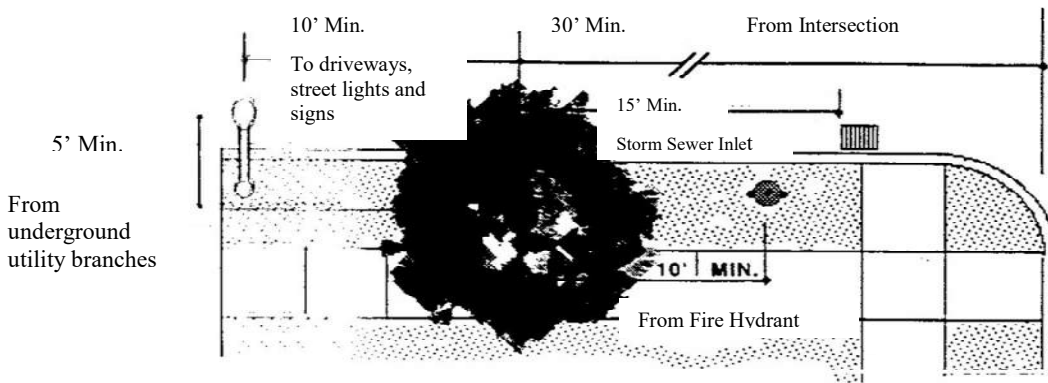 10’ Min.
30’ Min.
From Intersection
To driveways,
street lights and
signs
15’ Min.
5’ Min.
Storm Sewer Inlet
From
underground
utility branches
10' MIN.
From Fire Hydrant